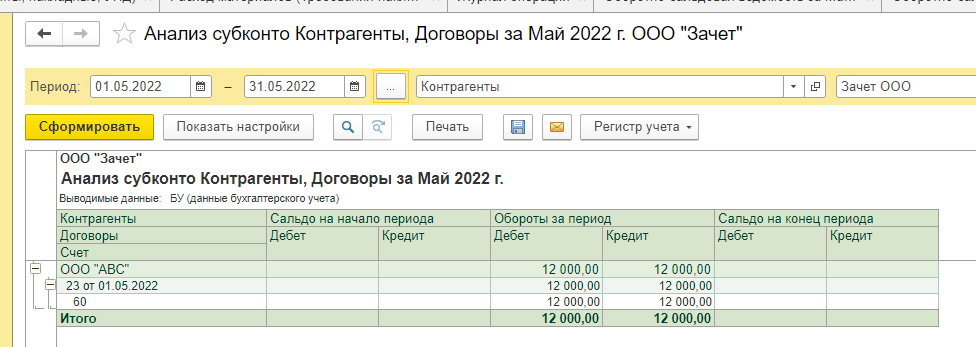 Анализ субконто Контрагенты, Договоры за Май 2022 г. ООО "Зачет"
Период: 01.05.2022 – 31.05.2022 ... Контрагенты Зачет ООО
Сформировать Показать настройки Печать Регистр учета
ООО "Зачет"
Анализ субконто Контрагенты, Договоры за Май 2022 г.
Выводимые данные: БУ (данные бухгалтерского учета)
Контрагенты Сальдо на начало периода Обороты за период Сальдо на конец периода
Договоры Дебет Кредит Дебет Кредит Дебет Кредит
Счет
ООО "АВС" 12 000,00 12 000,00
23 от 01.05.2022 12 000,00 12 000,00
60 12 000,00 12 000,00
Итого 12 000,00 12 000,00